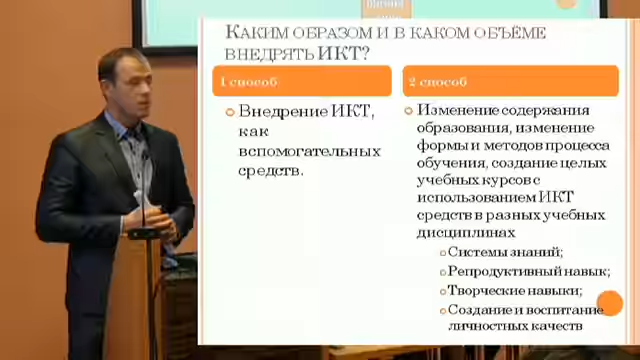 КАКИМ ОБРАЗОМ И В КАКОМ ОБЪЁМЕ
ВНЕДРЯТЬ ИКТ?
1 способ
Внедрение ИКТ,
как
вспомогательных
средств.
2 способ
Изменение содержания
образования, изменение
формы и методов процесса
обучения, создание целых
учебных курсов с
использованием ИКТ
средств в разных учебных
дисциплинах
Системы знаний;
Репродуктивный навык;
Творческие навыки;
Создание и воспитание
личностных качеств